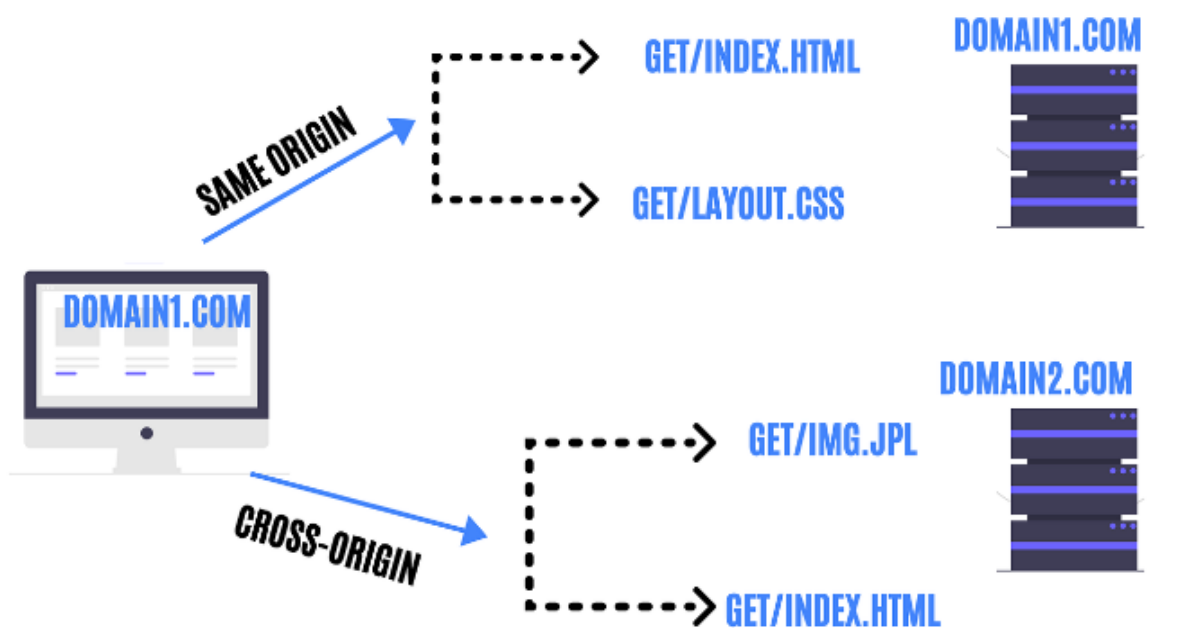 DOMAIN1.COM
GET/INDEX.HTML
SAME ORIGIN
GET/LAYOUT.CSS
DOMAIN1.COM
DOMAIN2.COM
GET/IMG.JPL
CROSS-ORIGIN
GET/INDEX.HTML